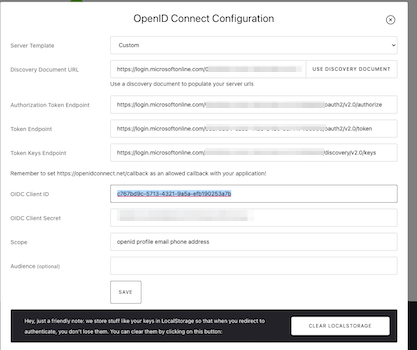 OpenID Connect Configuration
Server Template
Custom
Discovery Document URL
https://login.microsoftonline.com/
USE DISCOVERY DOCUMENT
Use a discovery document to populate your server urls
Authorization Token Endpoint
https://login.microsoftonline.com/ oauth2/v2.0/authorize
Token Endpoint
https://login.microsoftonline.com/ oauth2/v2.0/token
Token Keys Endpoint
https://login.microsoftonline.com/ /discovery/v2.0/keys
Remember to set https://openidconnect.net/callback as an allowed callback with your application!
OIDC Client ID
c767bd9c-5713-4321-9a5a-efb190253a7b
OIDC Client Secret
Scope
openid profile email phone address
Audience (optional)
SAVE
Hey, just a friendly note: we store stuff like your keys in LocalStorage so that when you redirect to
authenticate, you don't lose them. You can clear them by clicking on this button:
CLEAR LOCALSTORAGE